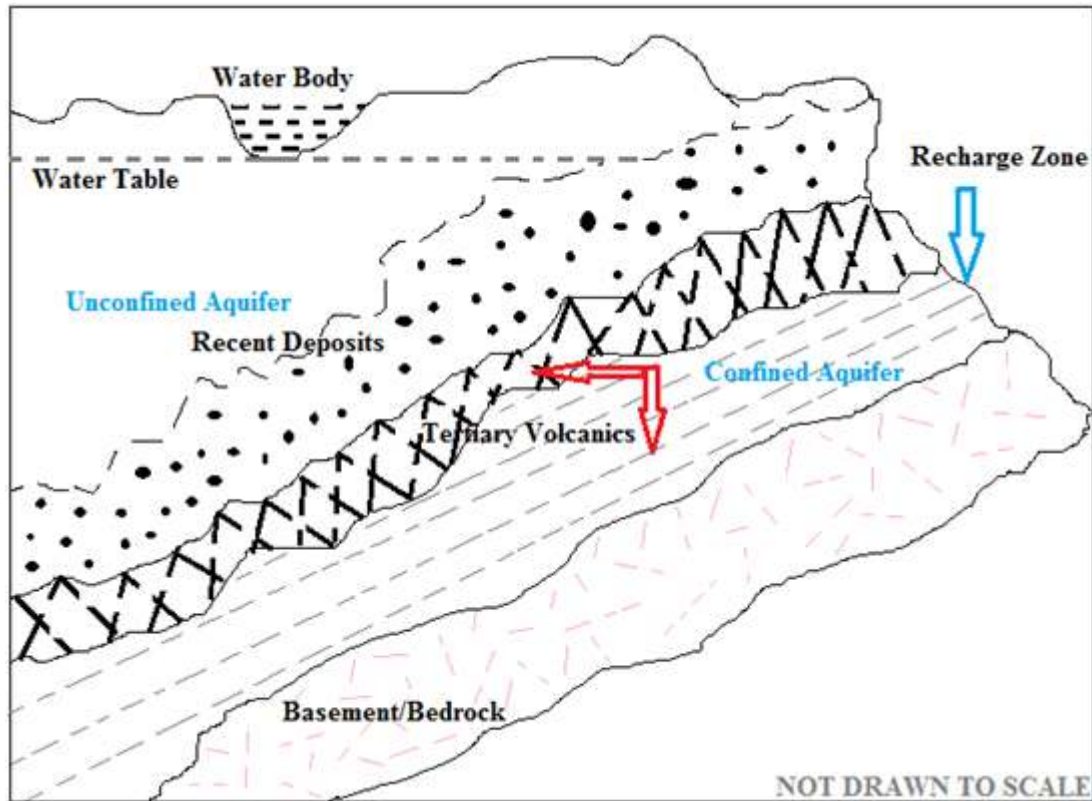 Water Body
Recharge Zone
Water Table
Unconfined Aquifer
Recent Deposits
Confined Aquifer
Tertiary Volcanics
Basement/Bedrock
NOT DRAWN TO SCALE